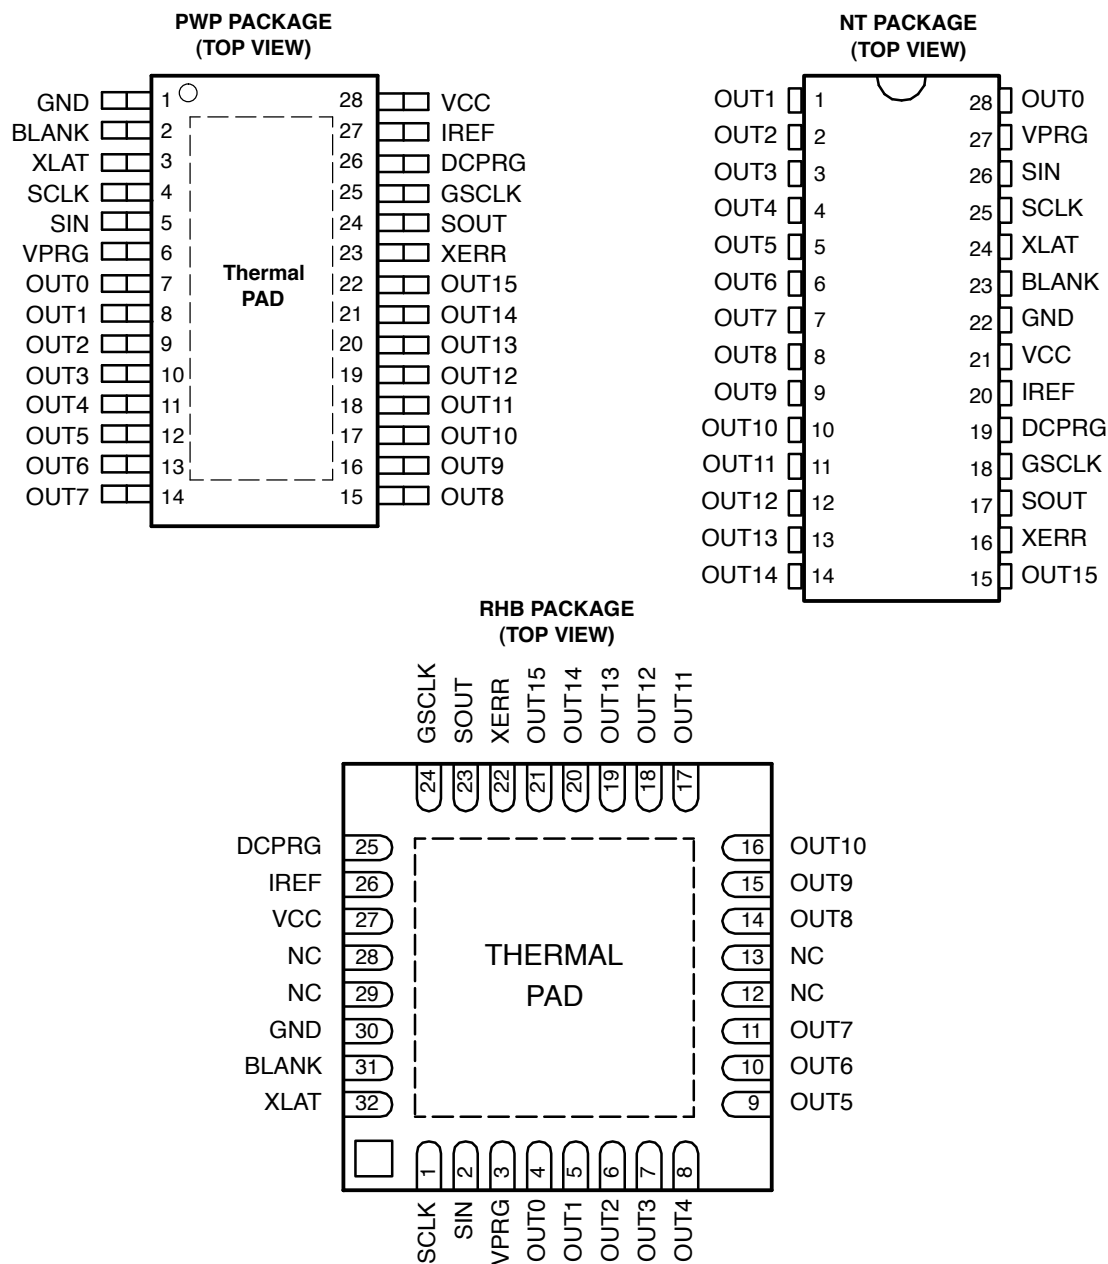 PWP PACKAGE
(TOP VIEW)
GND 1 28 VCC
BLANK 2 27 IREF
XLAT 3 26 DCPRG
SCLK 4 25 GSCLK
SIN 5 24 SOUT
VPRG 6 23 XERR
OUT0 7 22 OUT15
OUT1 8 21 OUT14
OUT2 9 20 OUT13
OUT3 10 19 OUT12
OUT4 11 18 OUT11
OUT5 12 17 OUT10
OUT6 13 16 OUT9
OUT7 14 15 OUT8
Thermal
PAD
NT PACKAGE
(TOP VIEW)
OUT1 1 28 OUT0
OUT2 2 27 VPRG
OUT3 3 26 SIN
OUT4 4 25 SCLK
OUT5 5 24 XLAT
OUT6 6 23 BLANK
OUT7 7 22 GND
OUT8 8 21 VCC
OUT9 9 20 IREF
OUT10 10 19 DCPRG
OUT11 11 18 GSCLK
OUT12 12 17 SOUT
OUT13 13 16 XERR
OUT14 14 15 OUT15
RHB PACKAGE
(TOP VIEW)
GSCLK SOUT XERR OUT15 OUT14 OUT13 OUT12 OUT11
24 23 22 21 20 19 18 17
DCPRG 25 16 OUT10
IREF 26 15 OUT9
VCC 27 14 OUT8
NC 28 13 NC
NC 29 12 NC
GND 30 11 OUT7
BLANK 31 10 OUT6
XLAT 32 9 OUT5
THERMAL
PAD
1 2 3 4 5 6 7 8
SCLK SIN VPRG OUT0 OUT1 OUT2 OUT3 OUT4